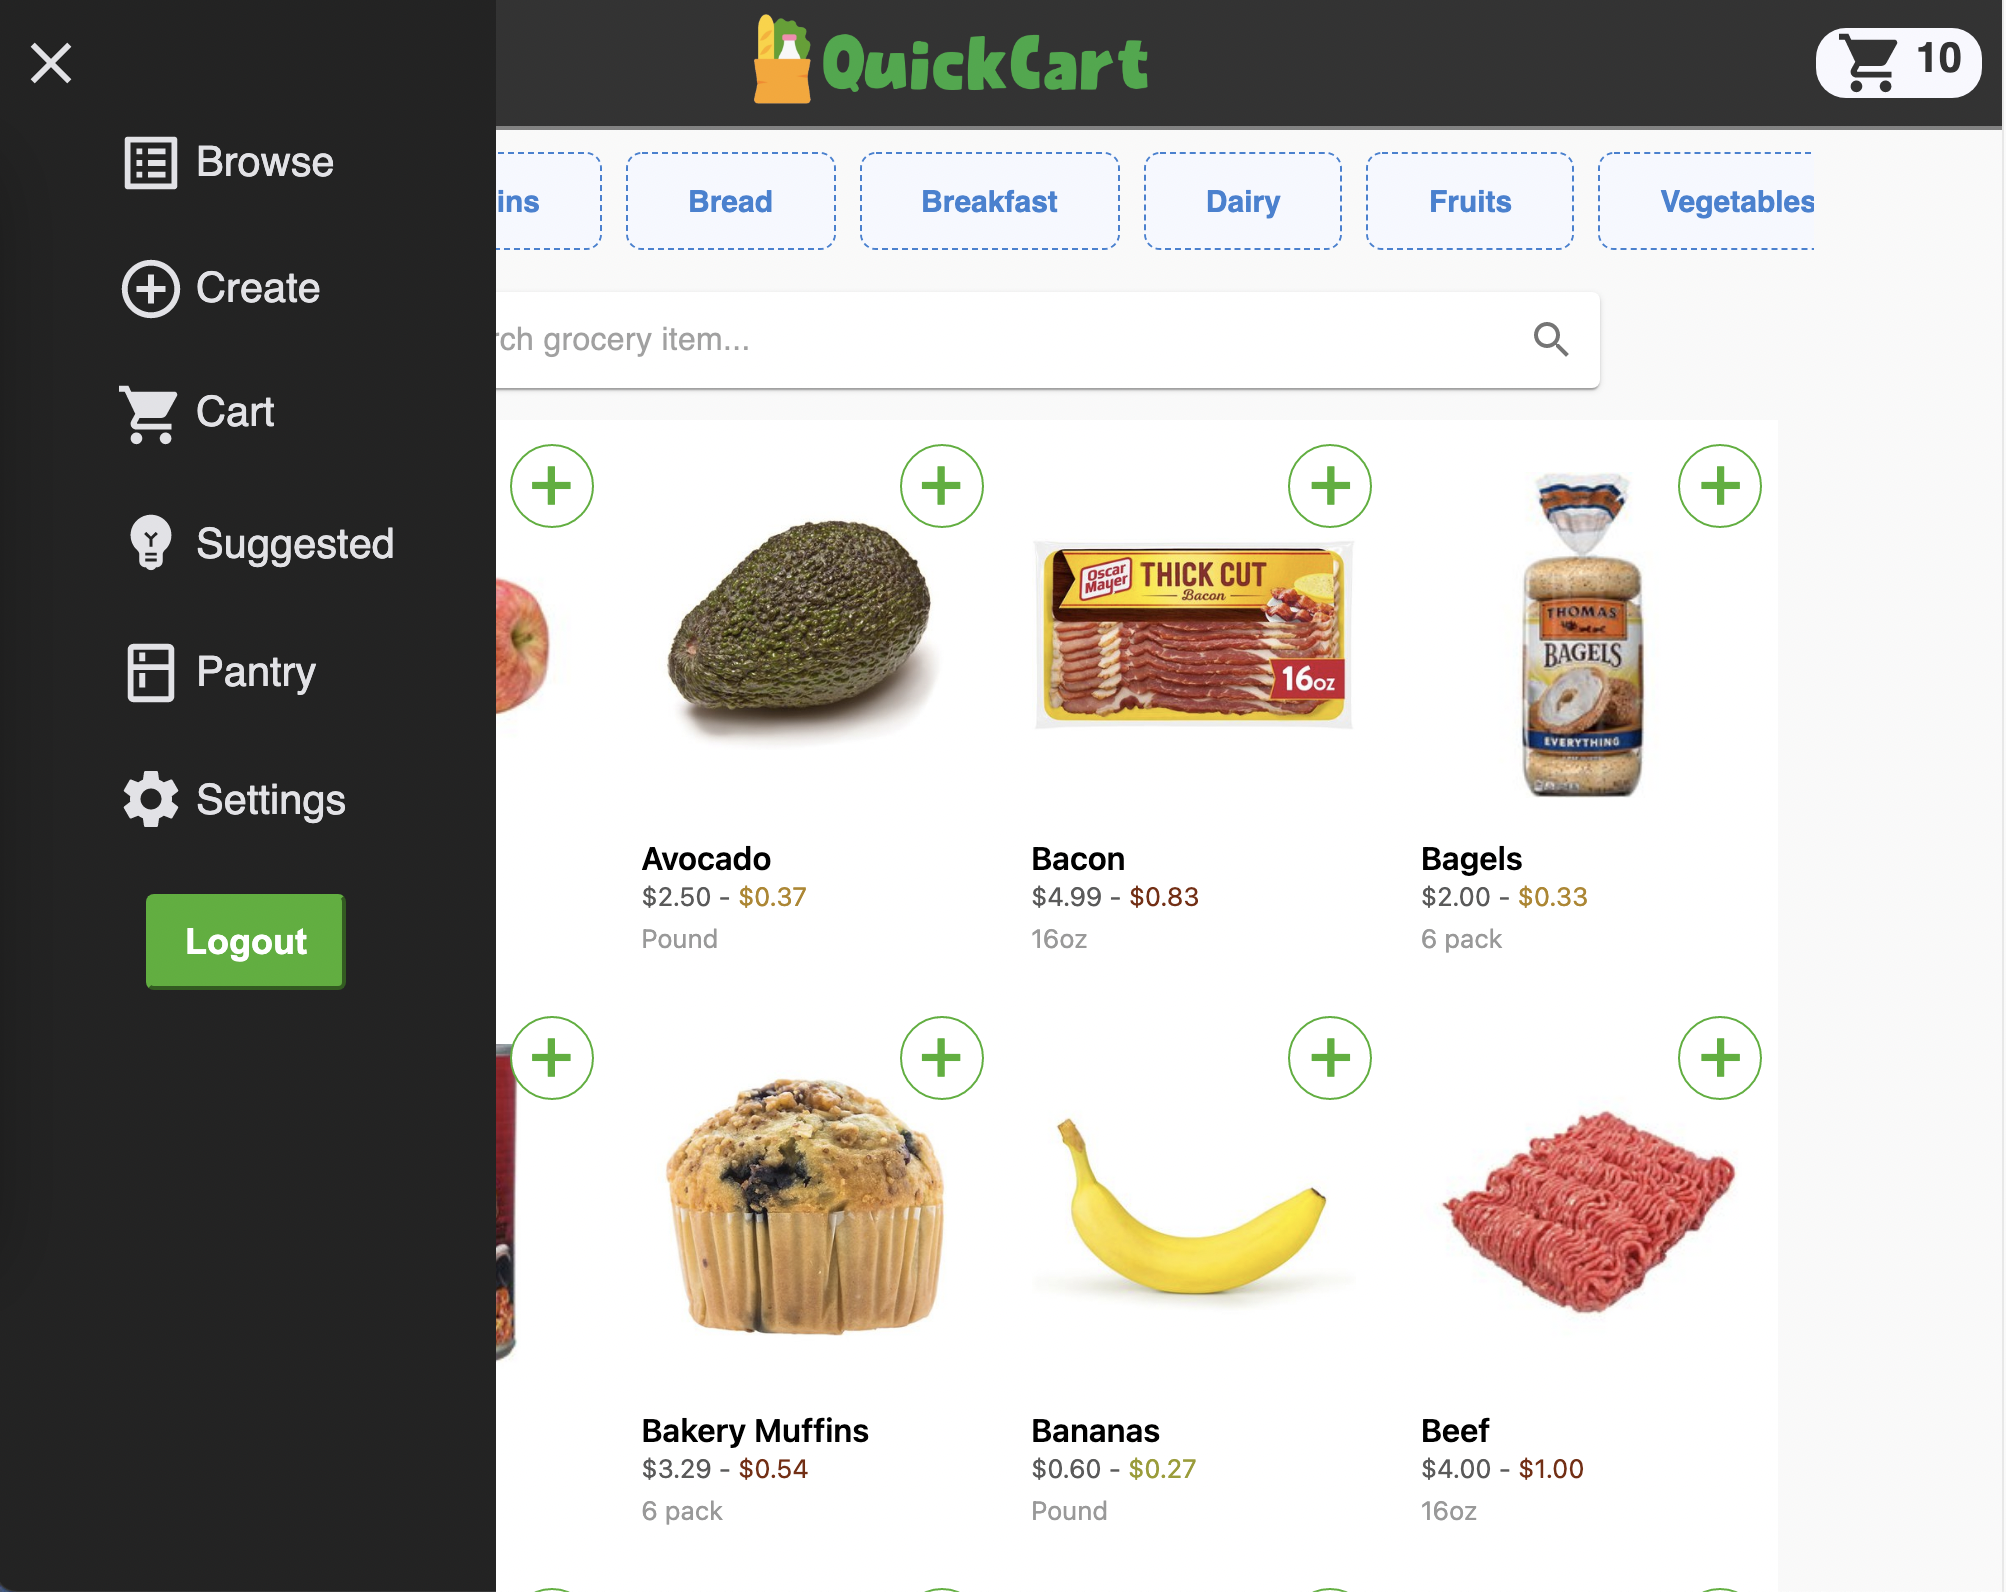 QuickCart
10
Browse
Create
Cart
Suggested
Pantry
Settings
Logout
ins
Bread
Breakfast
Dairy
Fruits
Vegetables
rch grocery item...
Oscar
Mayer
THICK CUT
Bacon
16oz
THOMAS
BAGELS
EVERYTHING
Avocado
$2.50 - $0.37
Pound
Bacon
$4.99 - $0.83
16oz
Bagels
$2.00 - $0.33
6 pack
Bakery Muffins
$3.29 - $0.54
6 pack
Bananas
$0.60 - $0.27
Pound
Beef
$4.00 - $1.00
16oz